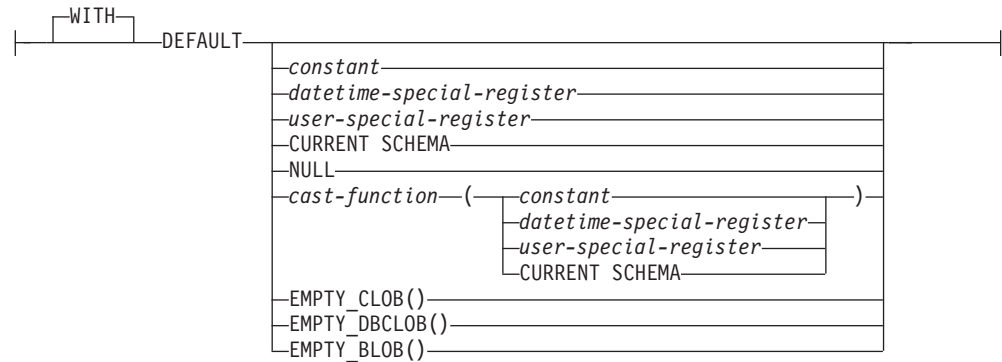 WITH
DEFAULT
constant
datetime-special-register
user-special-register
CURRENT SCHEMA
NULL
cast-function ( constant )
datetime-special-register
user-special-register
CURRENT SCHEMA
EMPTY_CLOB()
EMPTY_DBCLOB()
EMPTY_BLOB()